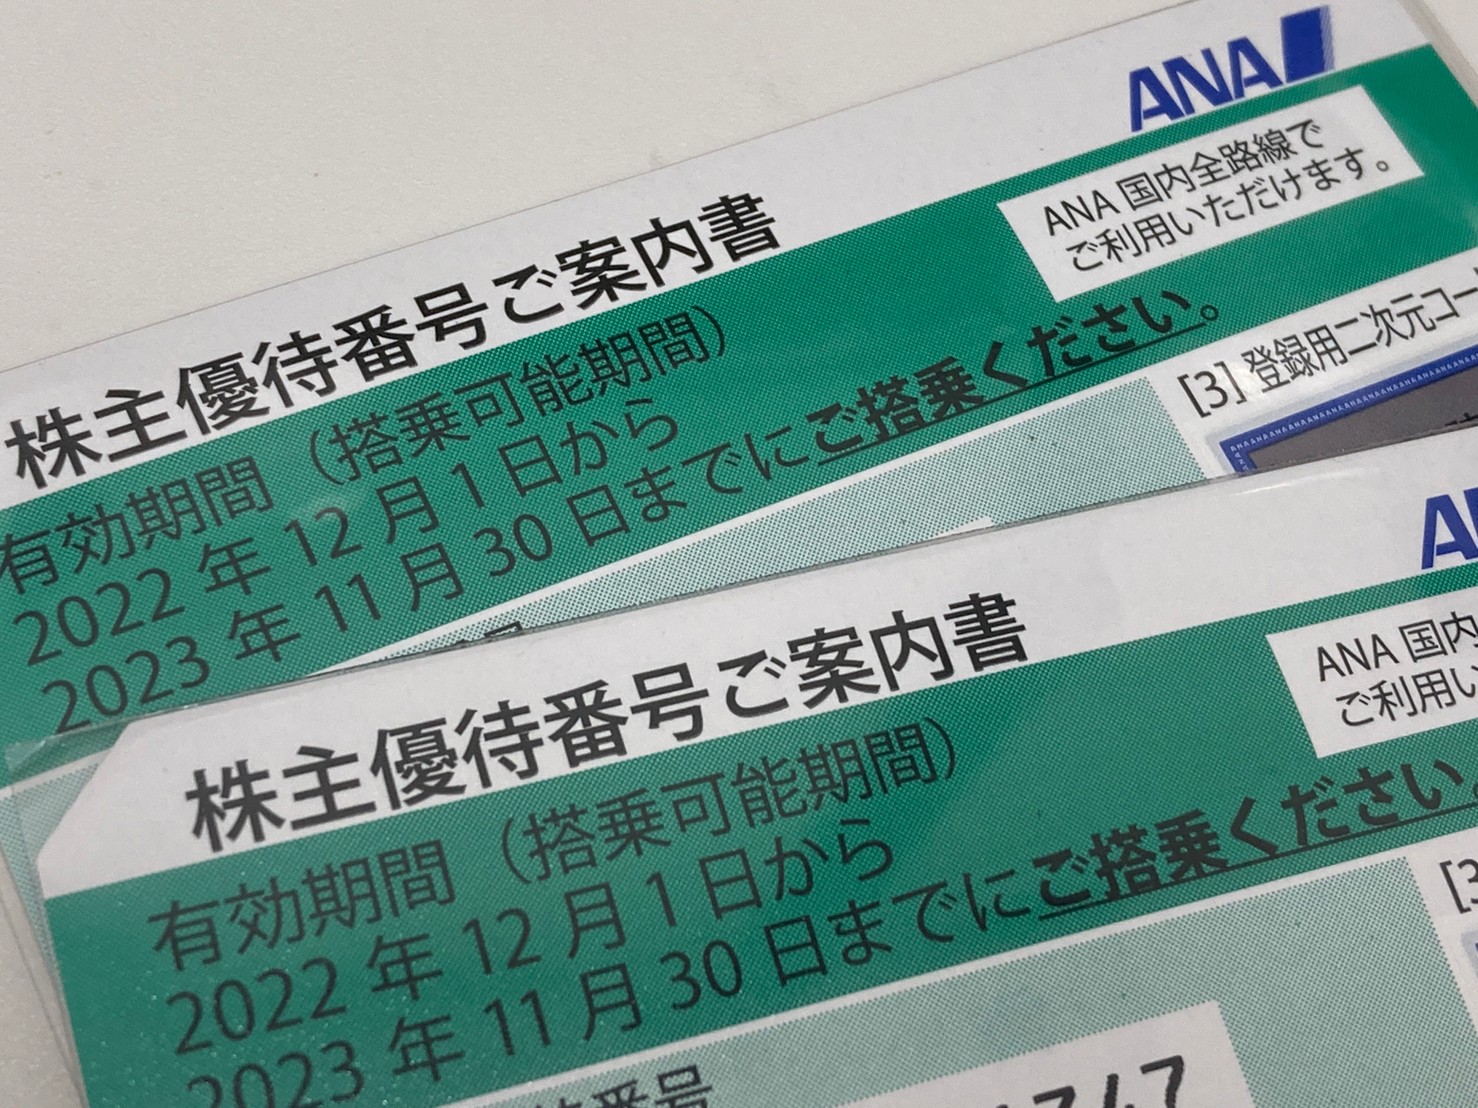 ANA
ANA 国内全路線で
ご利用いただけます。
株主優待番号ご案内書
有効期間（搭乗可能期間）
2022 年 12 月 1 日から
2023 年 11 月 30 日までにご搭乗ください。
[3] 登録用二次元コー
株主優待番号ご案内書
ANA 国内
ご利用い
有効期間（搭乗可能期間）
2022 年 12 月 1 日から
2023 年 11 月 30 日までにご搭乗ください。
[3
番号